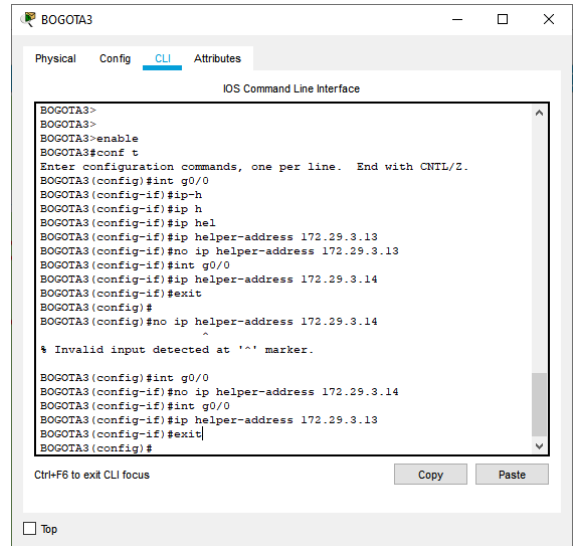 BOGOTA3
Physical Config CLI Attributes
IOS Command Line Interface
BOGOTA3>
BOGOTA3>
BOGOTA3>enable
BOGOTA3#conf t
Enter configuration commands, one per line.  End with CNTL/Z.
BOGOTA3(config)#int g0/0
BOGOTA3(config-if)#ip-h
BOGOTA3(config-if)#ip h
BOGOTA3(config-if)#ip hel
BOGOTA3(config-if)#ip helper-address 172.29.3.13
BOGOTA3(config-if)#no ip helper-address 172.29.3.13
BOGOTA3(config-if)#int g0/0
BOGOTA3(config-if)#ip helper-address 172.29.3.14
BOGOTA3(config-if)#exit
BOGOTA3(config)#
BOGOTA3(config)#no ip helper-address 172.29.3.14
^
% Invalid input detected at '^' marker.
BOGOTA3(config)#int g0/0
BOGOTA3(config-if)#no ip helper-address 172.29.3.14
BOGOTA3(config-if)#int g0/0
BOGOTA3(config-if)#ip helper-address 172.29.3.13
BOGOTA3(config-if)#exit
BOGOTA3(config)#
Ctrl+F6 to exit CLI focus Copy Paste
Top